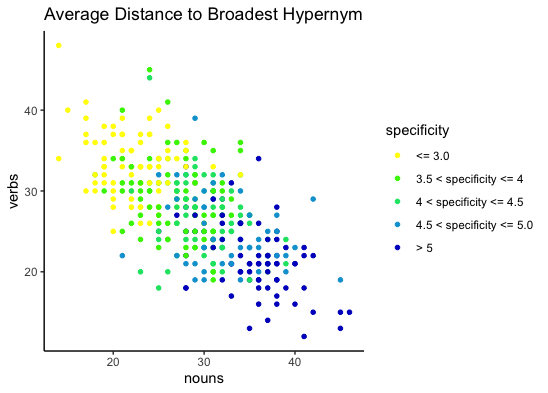 Average Distance to Broadest Hypernym
verbs
40
30
20
20
30
40
nouns
specificity
<= 3.0
3.5 < specificity <= 4
4 < specificity <= 4.5
4.5 < specificity <= 5.0
> 5